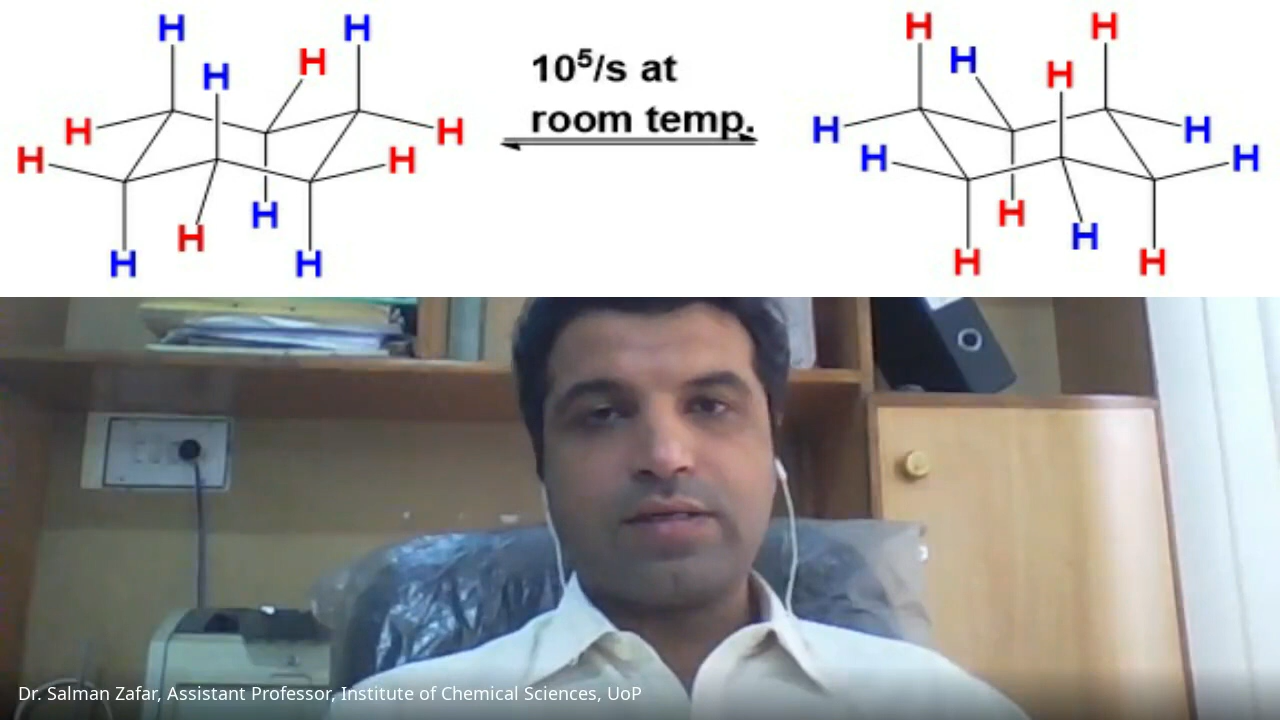 H H H H
H H H H
H H H H
10⁵/s at
room temp.
H H H H
H H H H
H H H H
Dr. Salman Zafar, Assistant Professor, Institute of Chemical Sciences, UoP